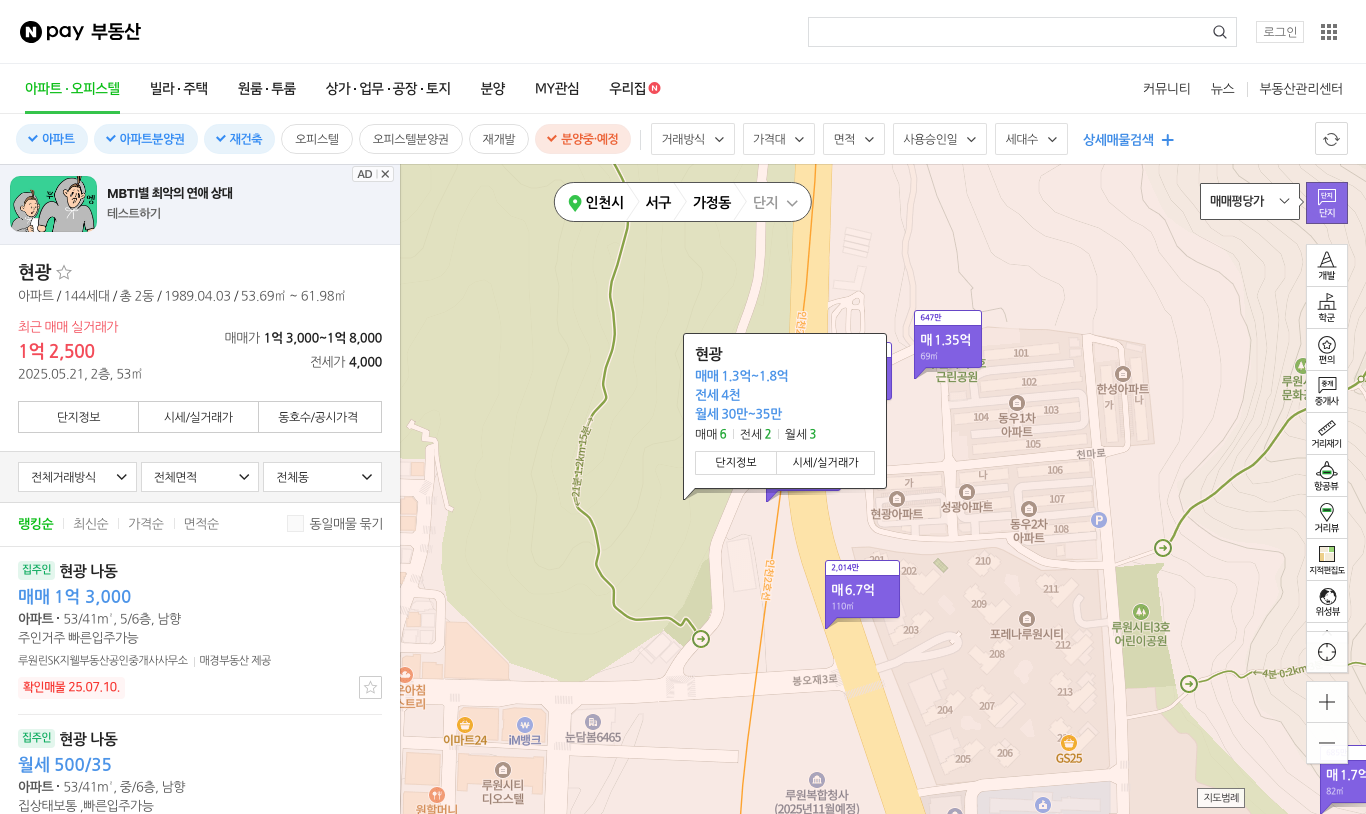 N pay 부동산
로그인
아파트·오피스텔
빌라·주택
원룸·투룸
상가·업무·공장·토지
분양
MY관심
우리집 N
커뮤니티
뉴스
부동산관리센터
아파트
아파트분양권
재건축
오피스텔
오피스텔분양권
재개발
분양중·예정
거래방식
가격대
면적
사용승인일
세대수
상세매물검색
MBTI별 최악의 연애 상대
테스트하기
AD
현광
아파트 / 144세대 / 총 2동 / 1989.04.03 / 53.69㎡ ~ 61.98㎡
최근 매매 실거래가
1억 2,500
2025.05.21, 2층, 53㎡
매매가 1억 3,000~1억 8,000
전세가 4,000
단지정보
시세/실거래가
동호수/공시가격
전체거래방식
전체면적
전체동
랭킹순
최신순
가격순
면적순
동일매물 묶기
집주인 현광 나동
매매 1억 3,000
아파트 · 53/41m², 5/6층, 남향
주인거주 빠른입주가능
루원린SK지웰부동산공인중개사사무소 | 매경부동산 제공
확인매물 25.07.10.
집주인 현광 나동
월세 500/35
아파트 · 53/41m², 중/6층, 남향
집상태보통 ,빠른입주가능
인천시
서구
가정동
단지
매매평당가
단지
단지
개발
학군
편의
중개
중개사
거리재기
항공뷰
거리뷰
지적편집도
위성뷰
현광
매매 1.3억~1.8억
전세 4천
월세 30만~35만
매매 6 | 전세 2 | 월세 3
단지정보
시세/실거래가
647만
매 1.35억
69㎡
근린공원
2,014만
매 6.7억
110㎡
매 1.7억
82㎡
101
102
103
104
105
106
107
108
한성아파트
가
나
동우1차
아파트
천마로
가
나
현광아파트
성광아파트
동우2차
아파트
P
201
202
203
204
205
206
207
208
209
210
211
212
213
포레나루원시티
루원시티3호
어린이공원
봉오재3로
인천2호선
←21분 1.2km 15분→
←4분 0.2km
이마트24
iM뱅크
눈담봄6465
루원시티
디오스텔
원할머니
루원복합청사
(2025년11월예정)
GS25
지도범례